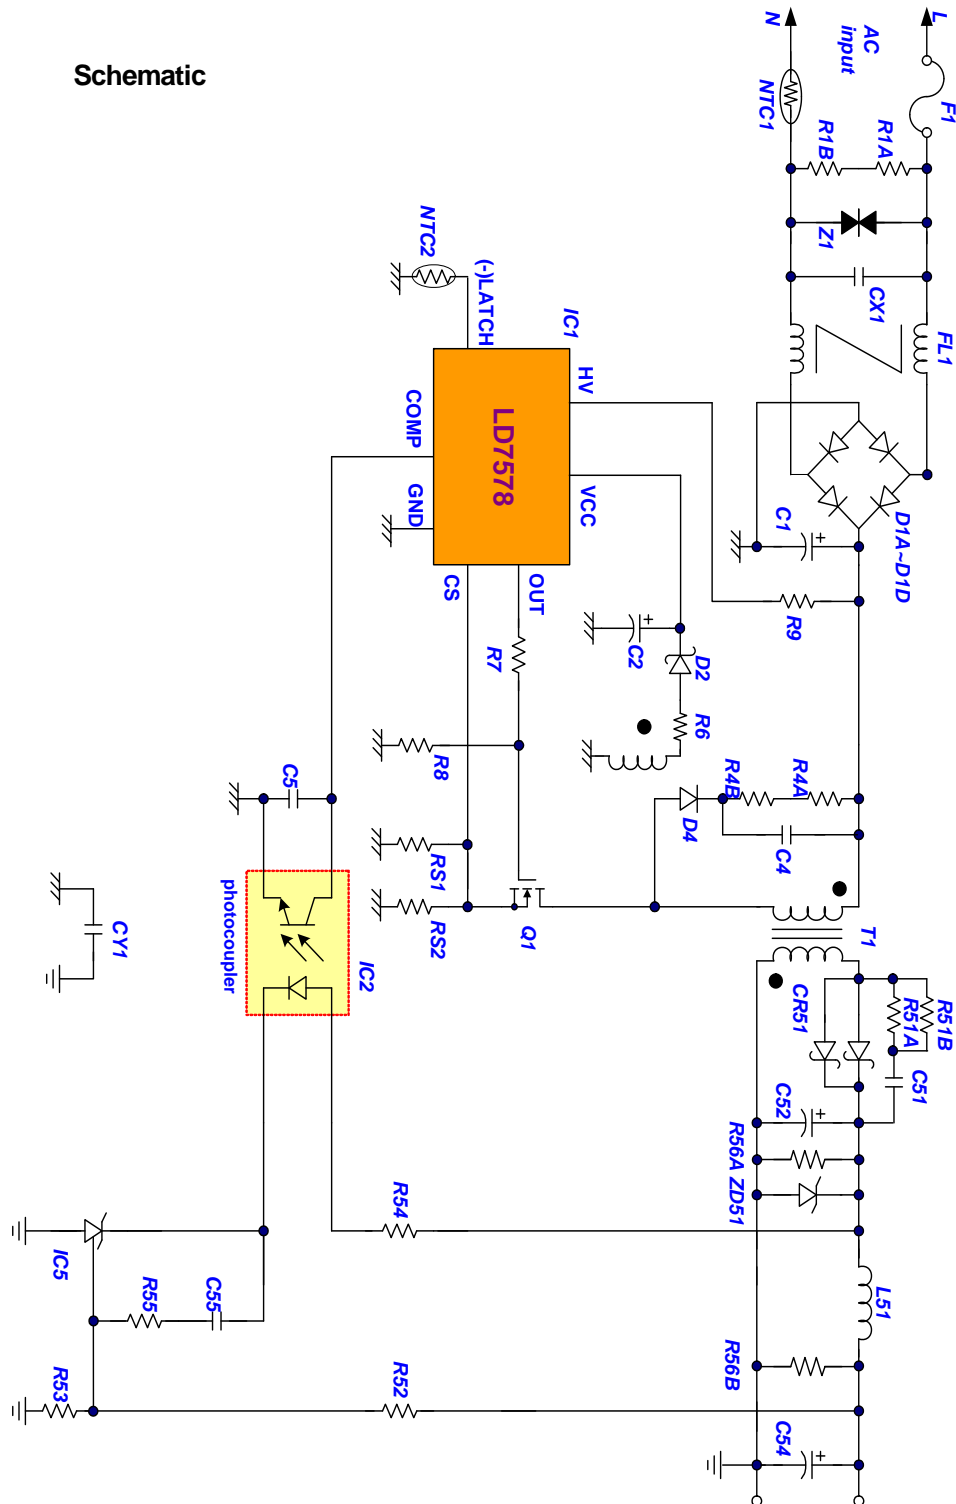 Schematic
L
N
AC
input
F1
NTC1
R1A
R1B
Z1
CX1
FL1
D1A~D1D
C1
R9
NTC2
(-)LATCH
IC1
HV
COMP
LD7578
GND
VCC
CS
OUT
R7
C2
D2
R6
R8
R4A
R4B
D4
C4
C5
RS1
RS2
Q1
T1
photocoupler
IC2
CY1
CR51
R51A
R51B
C51
C52
R56A
ZD51
R54
L51
IC5
R55
C55
R56B
R53
R52
C54